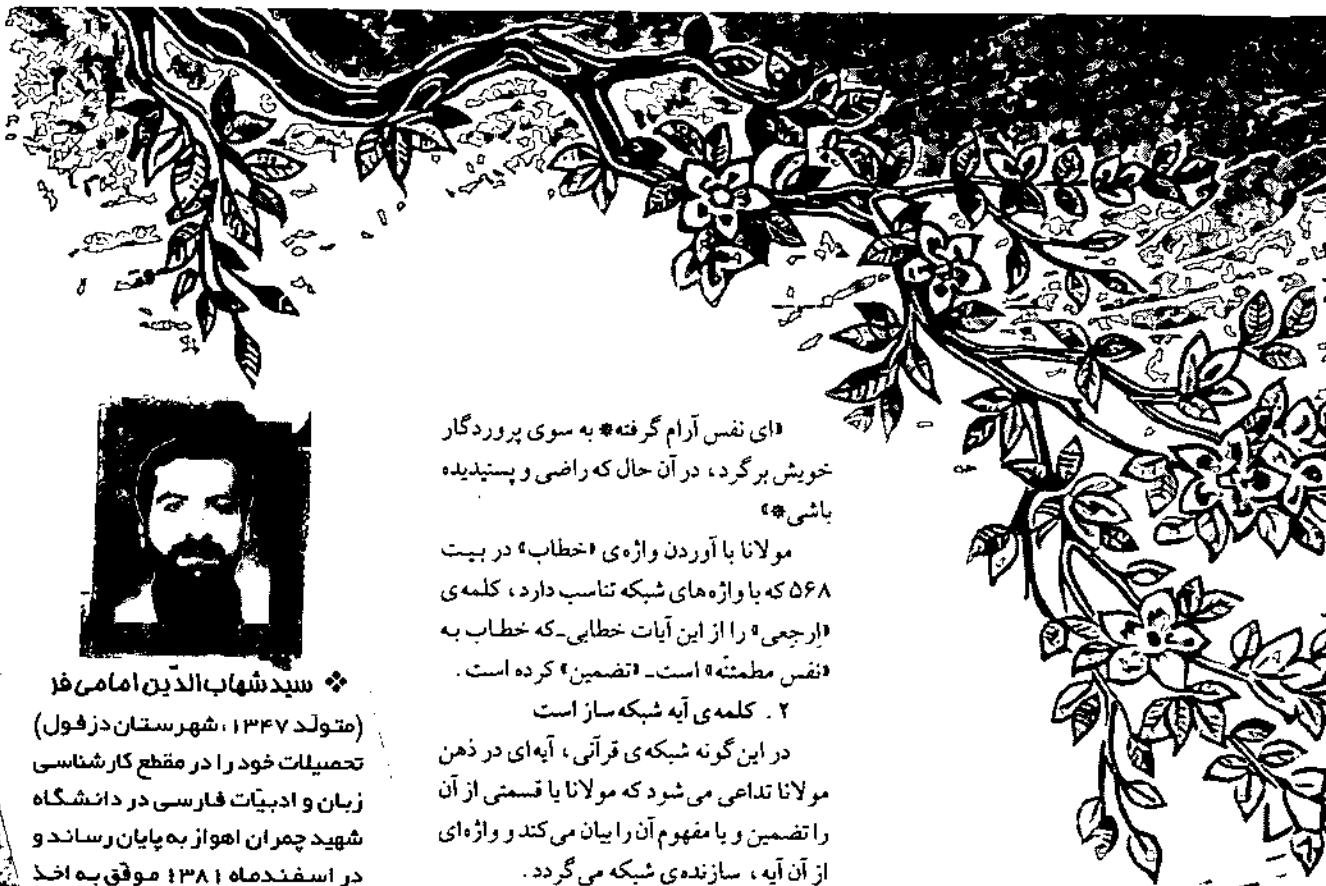 «ای نفس آرام گرفته* به سوی پروردگار
خویش برگرد، در آن حال که راضی و پسندیده
باشی*»
مولانا با آوردن واژه‌ی «خطاب» در بیت
۵۶۸ که با واژه‌های شبکه تناسب دارد، کلمه‌ی
«اِرجعی» را از این آیات خطابی‌ـ‌که خطاب به
«نفس مطمئنّه» است‌ـ «تضمین» کرده است.
۲. کلمه‌ی آیه شبکه‌ساز است
در این گونه شبکه‌ی قرآنی، آیه‌ای در ذهن
مولانا تداعی می‌شود که مولانا یا قسمتی از آن
را تضمین و یا مفهوم آن را بیان می‌کند و واژه‌ای
از آن آیه، سازنده‌ی شبکه می‌گردد.
❖ سید شهاب‌الدّین امامی‌فر
(متولّد ۱۳۴۷، شهرستان دزفول)
تحصیلات خود را در مقطع کارشناسی
زبان و ادبیّات فارسی در دانشگاه
شهید چمران اهواز به پایان رساند و
در اسفندماه ۱۳۸۱ موفّق به اخذ